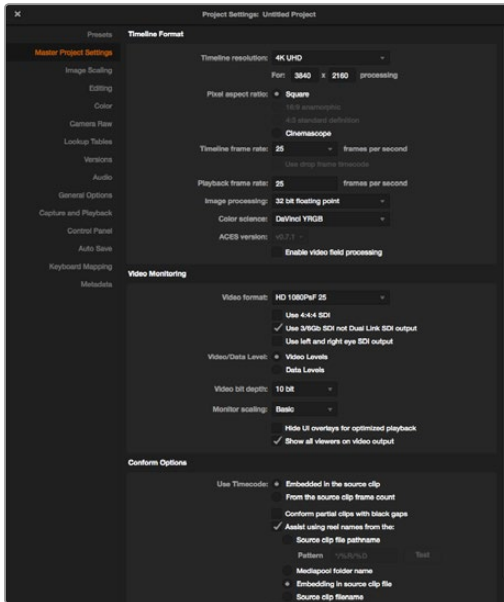 Project Settings: Untitled Project
Presets
Master Project Settings
Image Scaling
Editing
Color
Camera Raw
Lookup Tables
Versions
Audio
General Options
Capture and Playback
Control Panel
Auto Save
Keyboard Mapping
Metadata
Timeline Format
Timeline resolution: 4K UHD
For: 3840 x 2160 processing
Pixel aspect ratio: Square
16:9 anamorphic
4:3 standard definition
Cinemascope
Timeline frame rate: 25 frames per second
Use drop frame timecode
Playback frame rate: 25 frames per second
Image processing: 32 bit floating point
Color science: DaVinci YRGB
ACES version: v0.7.1
Enable video field processing
Video Monitoring
Video format: HD 1080PsF 25
Use 4:4:4 SDI
Use 3/6Gb SDI not Dual Link SDI output
Use left and right eye SDI output
Video/Data Level: Video Levels
Data Levels
Video bit depth: 10 bit
Monitor scaling: Basic
Hide UI overlays for optimized playback
Show all viewers on video output
Conform Options
Use Timecode: Embedded in the source clip
From the source clip frame count
Conform partial clips with black gaps
Assist using reel names from the:
Source clip file pathname
Pattern Test
Mediapool folder name
Embedding in source clip file
Source clip filename